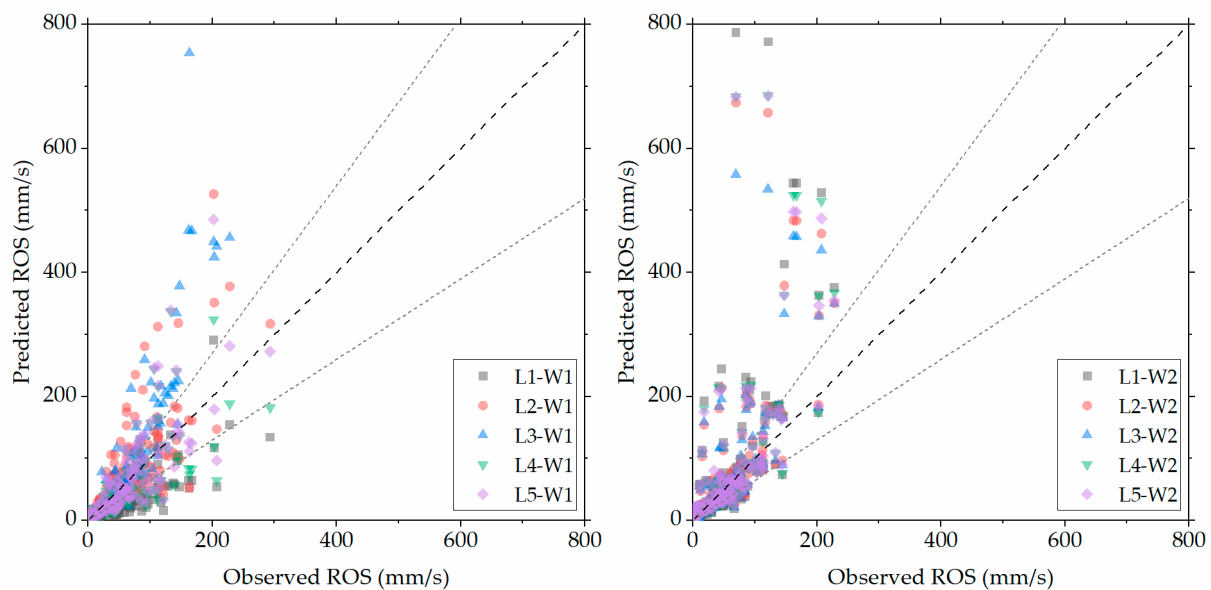 Predicted ROS (mm/s)
800
600
400
200
0
L1-W1
L2-W1
L3-W1
L4-W1
L5-W1
0 200 400 600 800
Observed ROS (mm/s)
Predicted ROS (mm/s)
800
600
400
200
0
L1-W2
L2-W2
L3-W2
L4-W2
L5-W2
0 200 400 600 800
Observed ROS (mm/s)